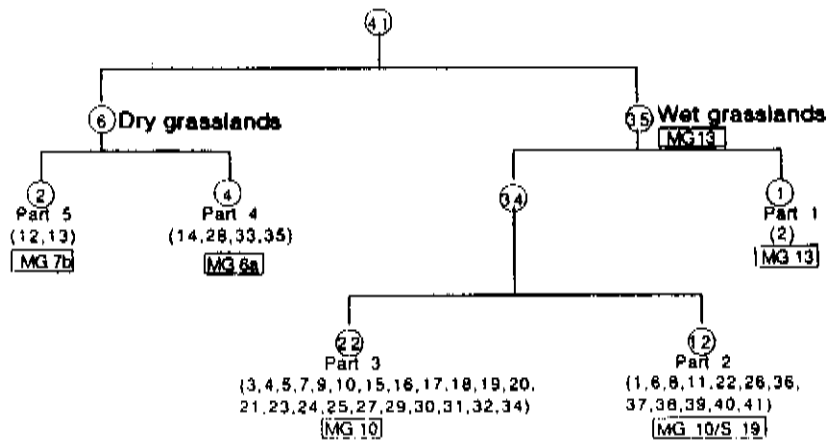 41
6 Dry grasslands
35 Wet grasslands
MG13
2
Part 5
(12,13)
MG 7b
4
Part 4
(14,28,33,35)
MG 6a
34
1
Part 1
(2)
MG 13
22
Part 3
(3,4,5,7,9,10,15,16,17,18,19,20,
21,23,24,25,27,29,30,31,32,34)
MG 10
12
Part 2
(1,6,8,11,22,26,36,
37,38,39,40,41)
MG 10/S 19